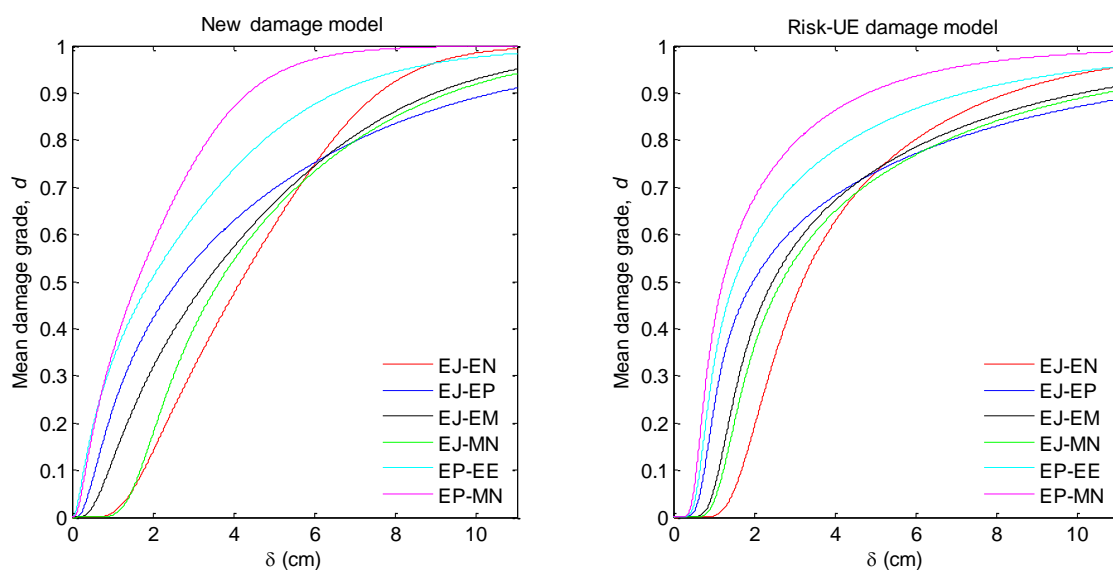 New damage model
Mean damage grade, d
1
0.9
0.8
0.7
0.6
0.5
0.4
0.3
0.2
0.1
0
0 2 4 6 8 10
δ (cm)
EJ-EN
EJ-EP
EJ-EM
EJ-MN
EP-EE
EP-MN
Risk-UE damage model
Mean damage grade, d
1
0.9
0.8
0.7
0.6
0.5
0.4
0.3
0.2
0.1
0
0 2 4 6 8 10
δ (cm)
EJ-EN
EJ-EP
EJ-EM
EJ-MN
EP-EE
EP-MN